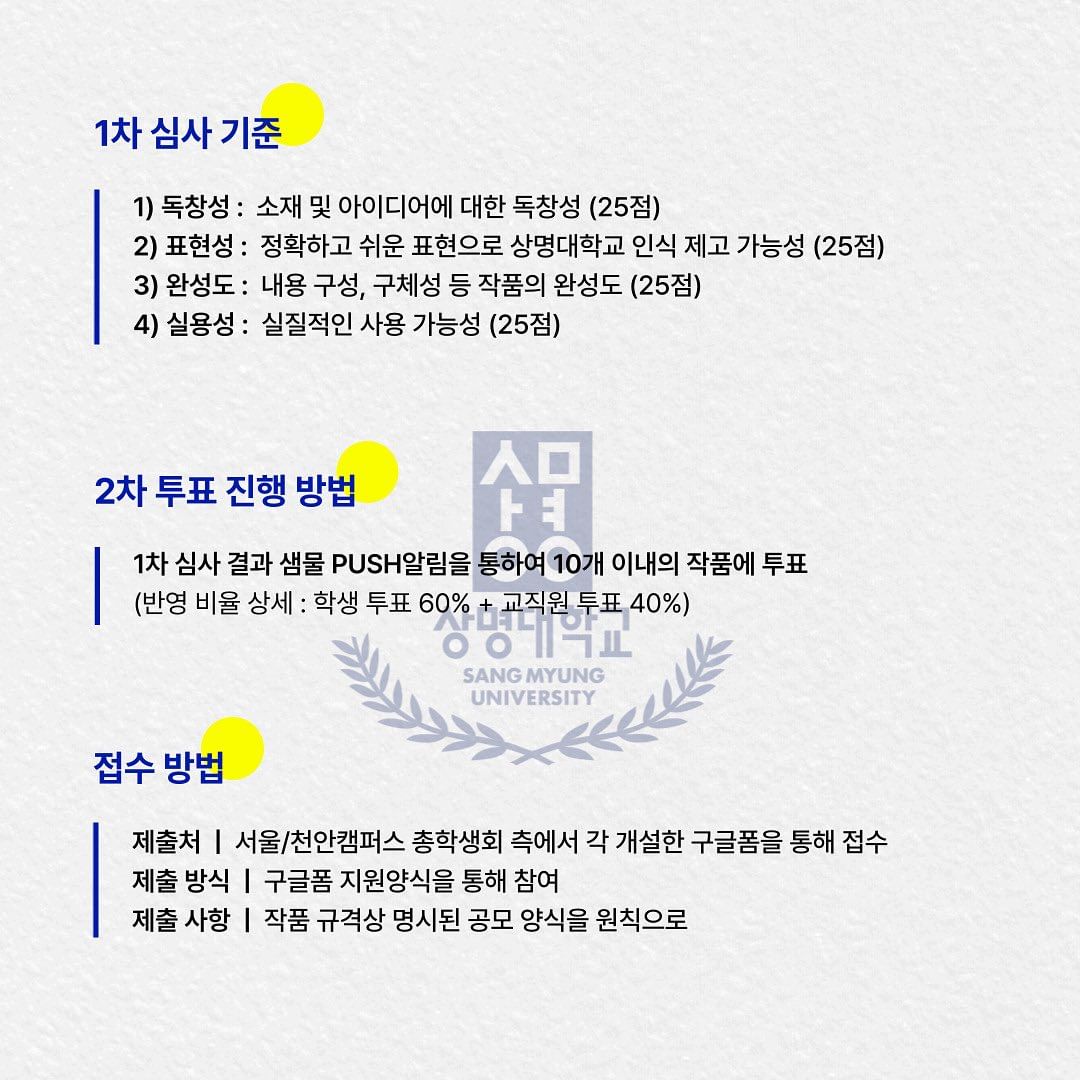 1차 심사 기준
1) 독창성 : 소재 및 아이디어에 대한 독창성 (25점)
2) 표현성 : 정확하고 쉬운 표현으로 상명대학교 인식 제고 가능성 (25점)
3) 완성도 : 내용 구성, 구체성 등 작품의 완성도 (25점)
4) 실용성 : 실질적인 사용 가능성 (25점)
2차 투표 진행 방법
1차 심사 결과 샘물 PUSH알림을 통하여 10개 이내의 작품에 투표
(반영 비율 상세 : 학생 투표 60% + 교직원 투표 40%)
상명
상명대학교
SANG MYUNG
UNIVERSITY
접수 방법
제출처 | 서울/천안캠퍼스 총학생회 측에서 각 개설한 구글폼을 통해 접수
제출 방식 | 구글폼 지원양식을 통해 참여
제출 사항 | 작품 규격상 명시된 공모 양식을 원칙으로